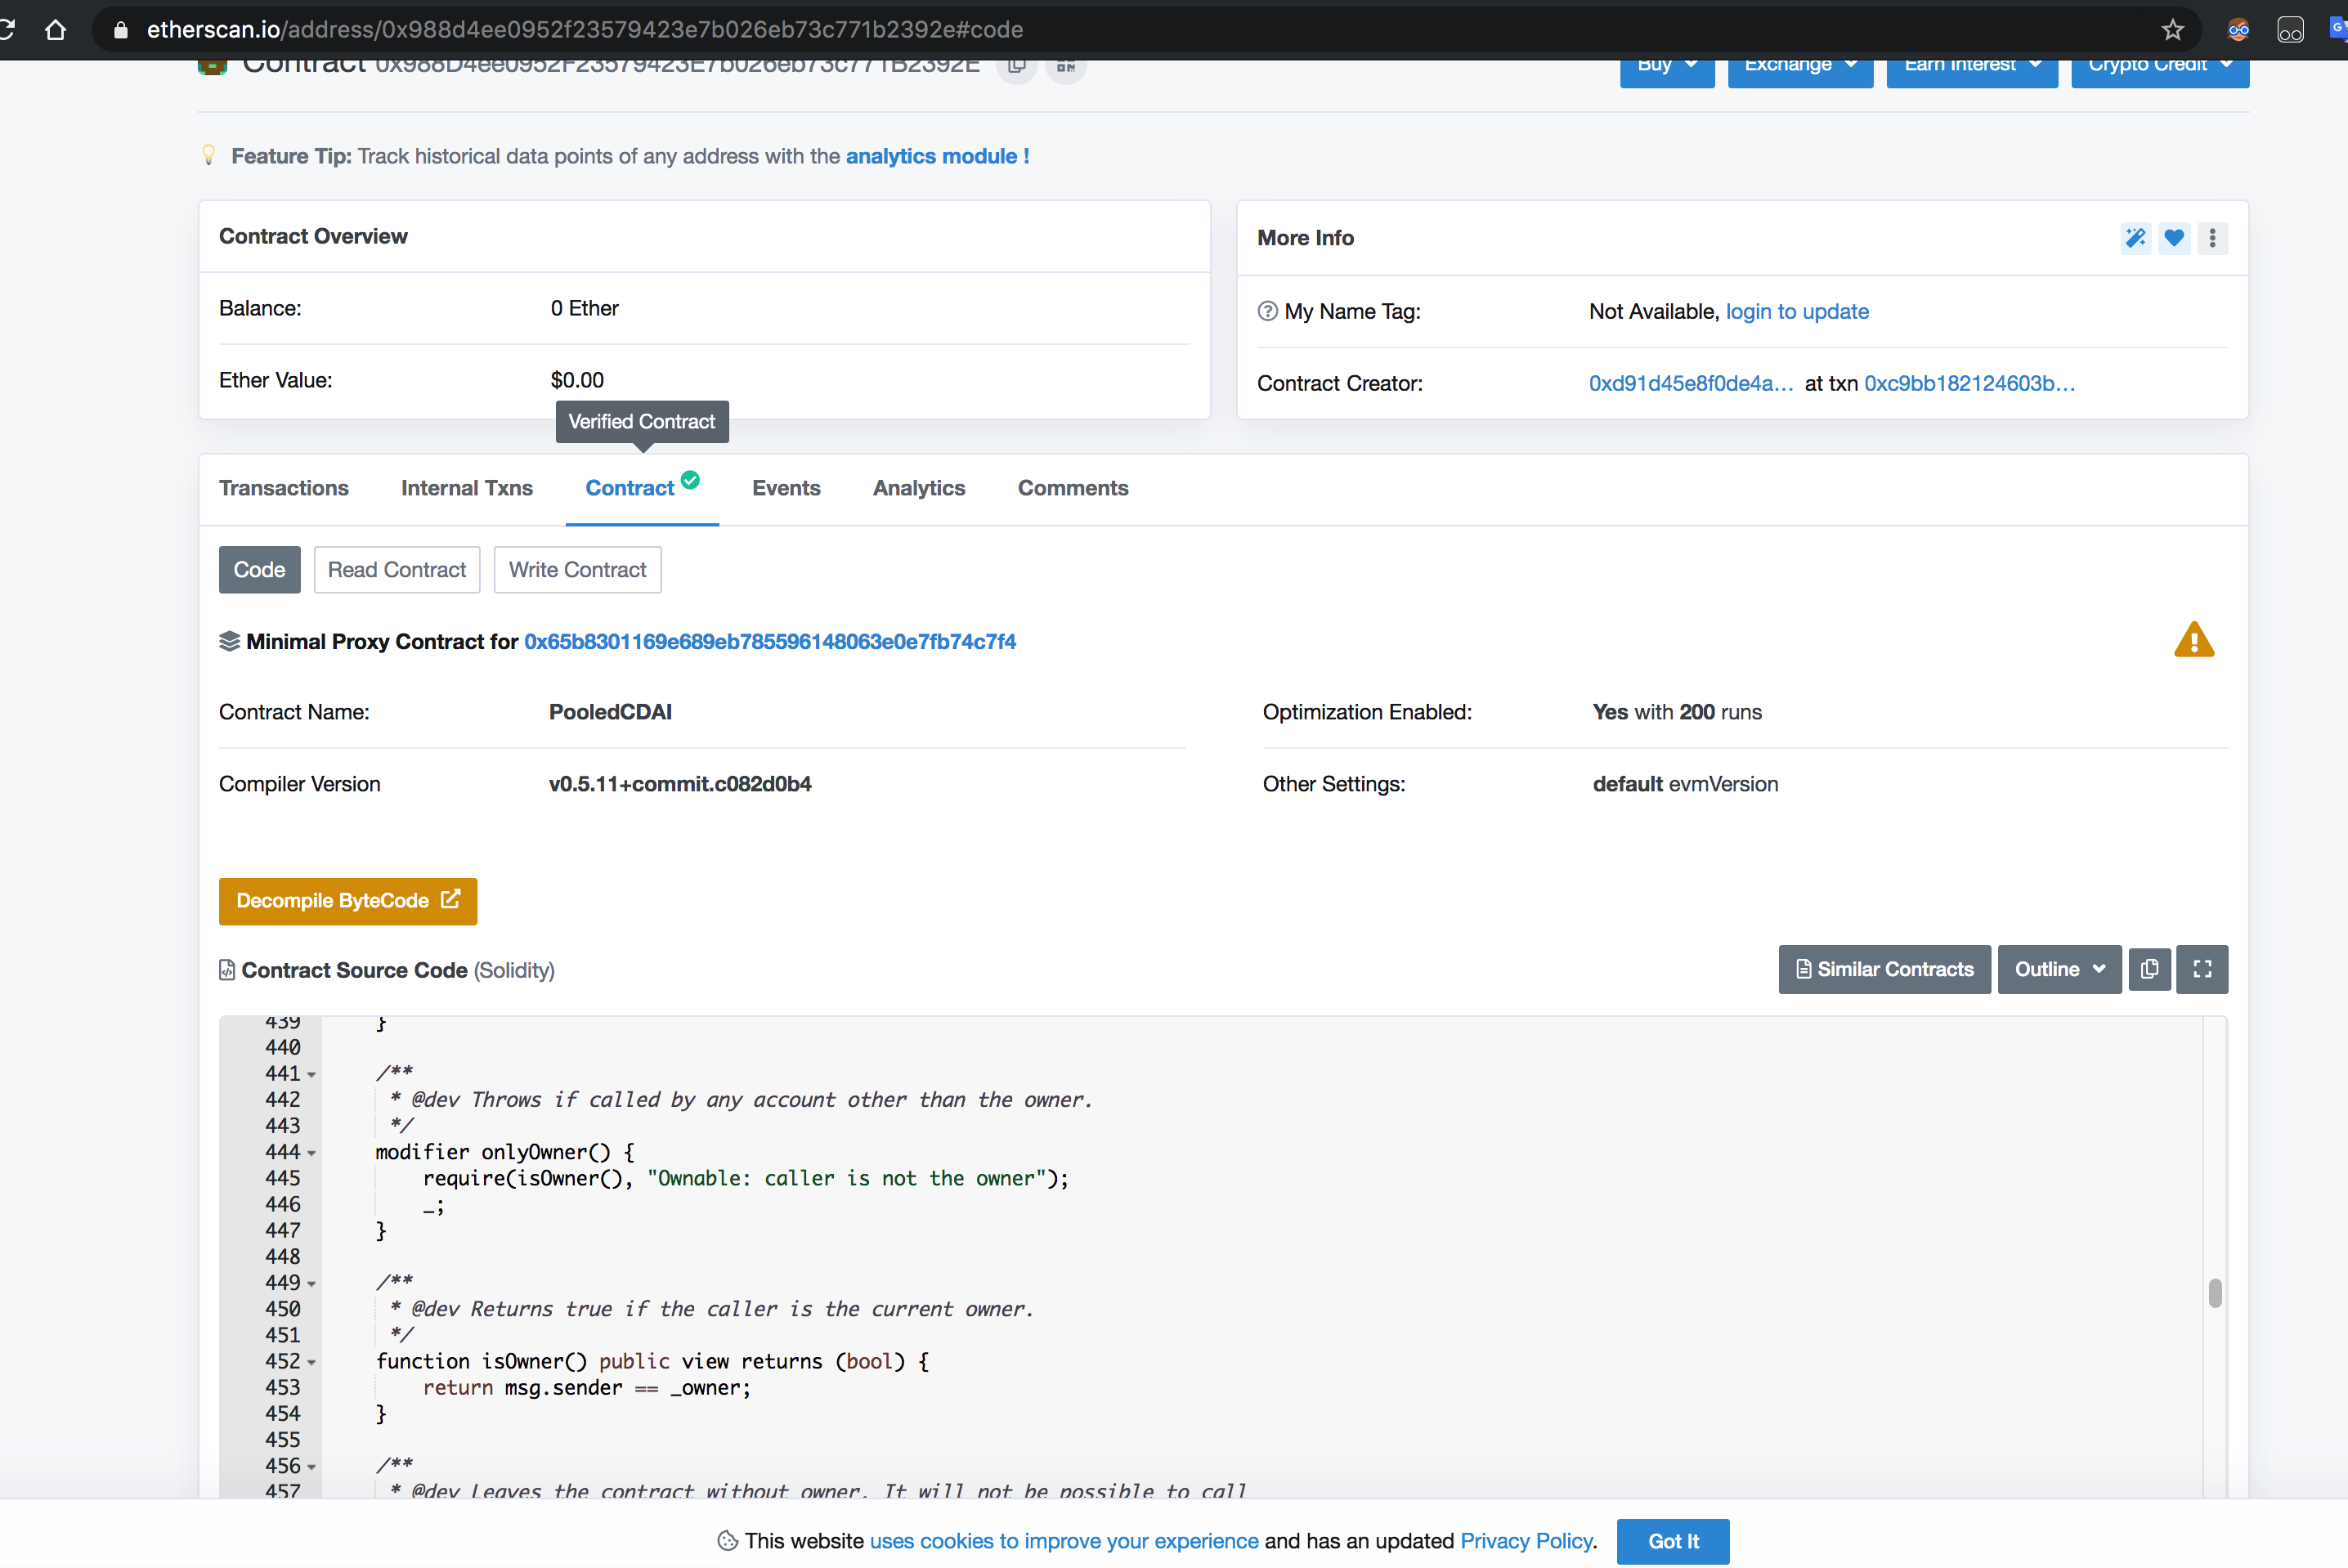 etherscan.io/address/0x988d4ee0952f23579423e7b026eb73c771b2392e#code
Contract 0x988D4ee0952F23579423E7b026eb73c771B2392E
Buy Exchange Earn Interest Crypto Credit
Feature Tip: Track historical data points of any address with the analytics module !
Contract Overview
Balance: 0 Ether
Ether Value: $0.00
More Info
My Name Tag: Not Available, login to update
Contract Creator: 0xd91d45e8f0de4a... at txn 0xc9bb182124603b...
Verified Contract
Transactions Internal Txns Contract Events Analytics Comments
Code Read Contract Write Contract
Minimal Proxy Contract for 0x65b8301169e689eb785596148063e0e7fb74c7f4
Contract Name: PooledCDAI
Optimization Enabled: Yes with 200 runs
Compiler Version v0.5.11+commit.c082d0b4
Other Settings: default evmVersion
Decompile ByteCode
Contract Source Code (Solidity)
Similar Contracts Outline
439 }
440
441 /**
442 * @dev Throws if called by any account other than the owner.
443 */
444 modifier onlyOwner() {
445 require(isOwner(), "Ownable: caller is not the owner");
446 _;
447 }
448
449 /**
450 * @dev Returns true if the caller is the current owner.
451 */
452 function isOwner() public view returns (bool) {
453 return msg.sender == _owner;
454 }
455
456 /**
457 * @dev Leaves the contract without owner. It will not be possible to call
This website uses cookies to improve your experience and has an updated Privacy Policy.
Got It